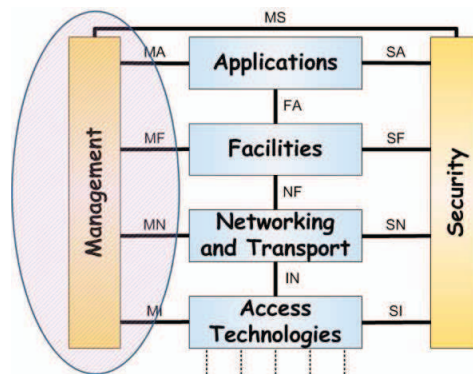 MS
MA
Applications
SA
FA
MF
Facilities
SF
NF
Management
Security
MN
Networking
and Transport
SN
IN
MI
Access
Technologies
SI